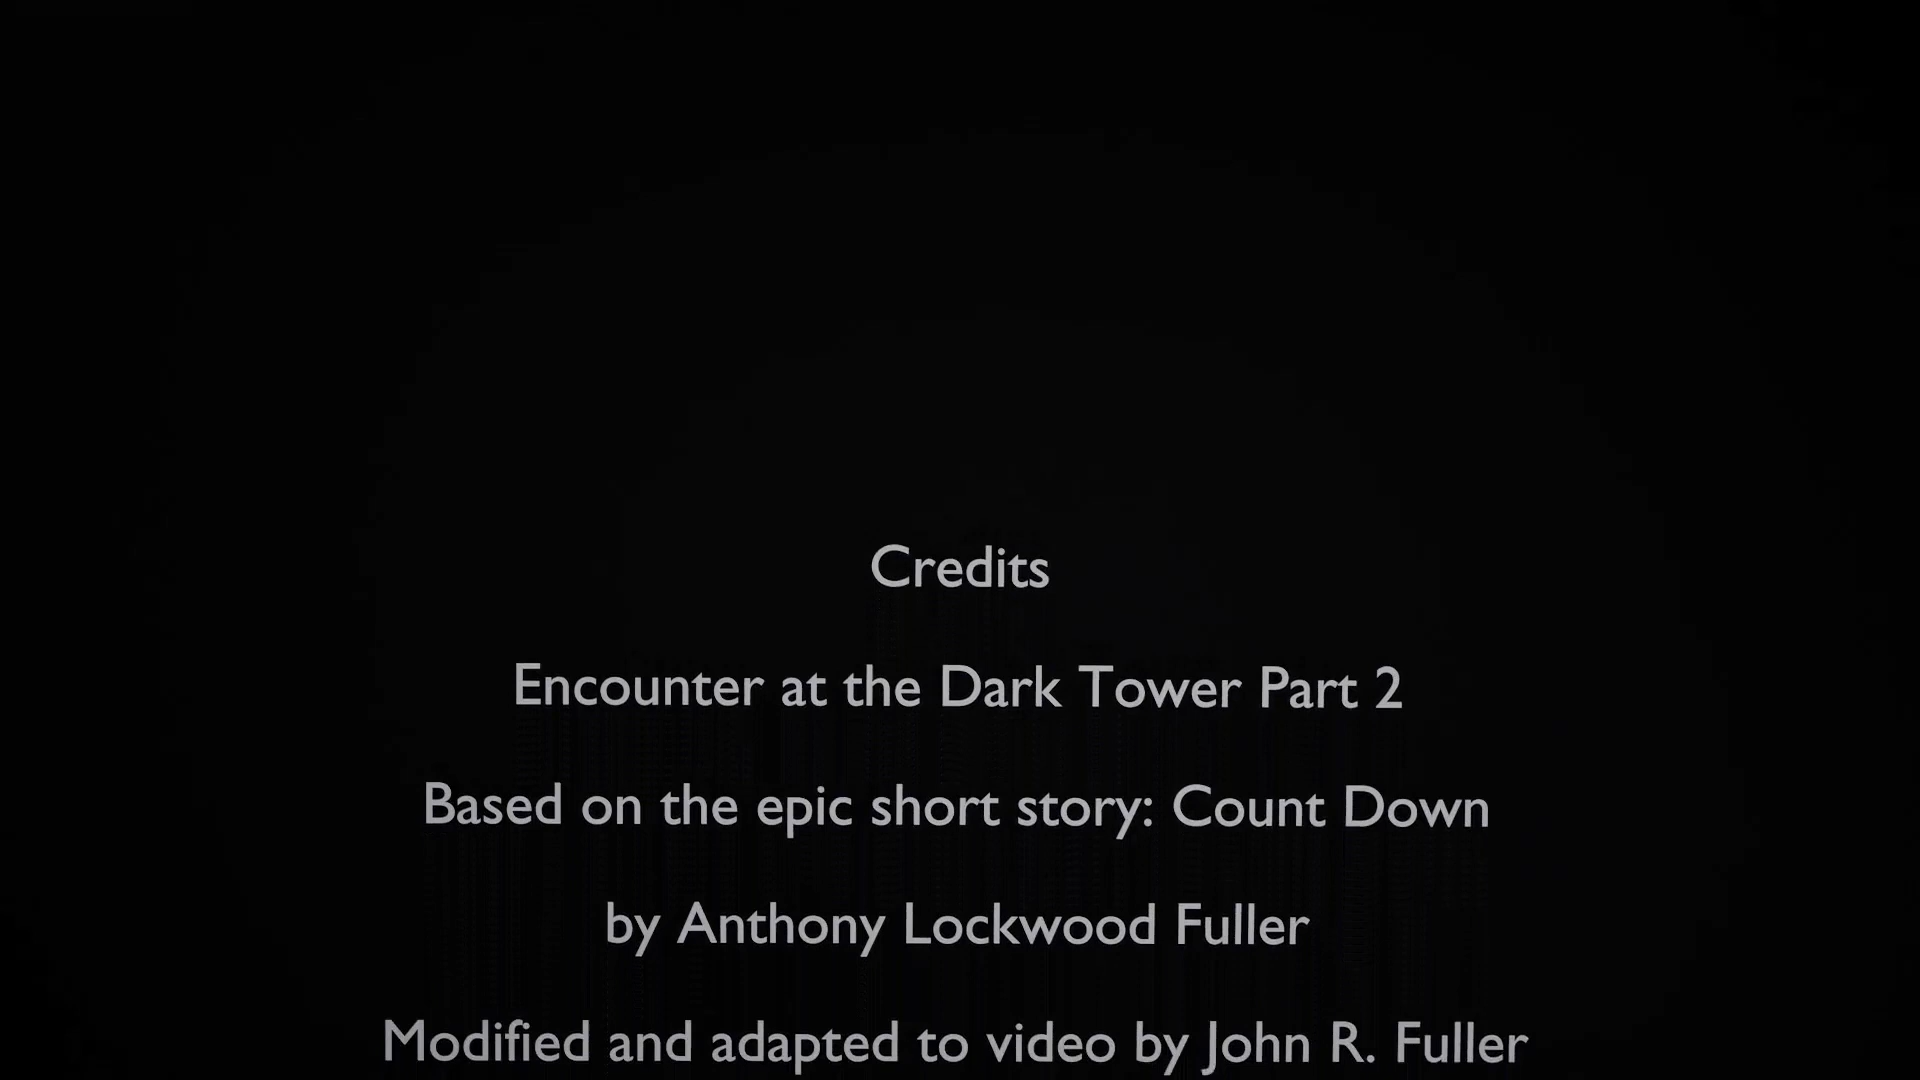 Credits
Encounter at the Dark Tower Part 2
Based on the epic short story: Count Down
by Anthony Lockwood Fuller
Modified and adapted to video by John R. Fuller